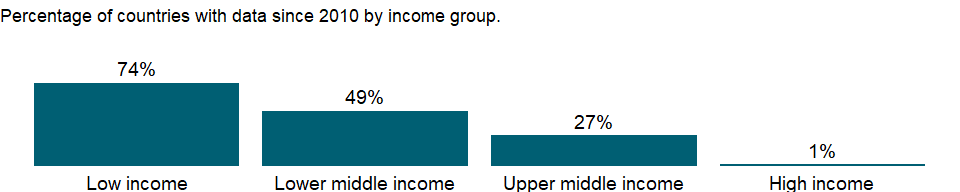 Percentage of countries with data since 2010 by income group.
74%
49%
27%
1%
Low income
Lower middle income
Upper middle income
High income